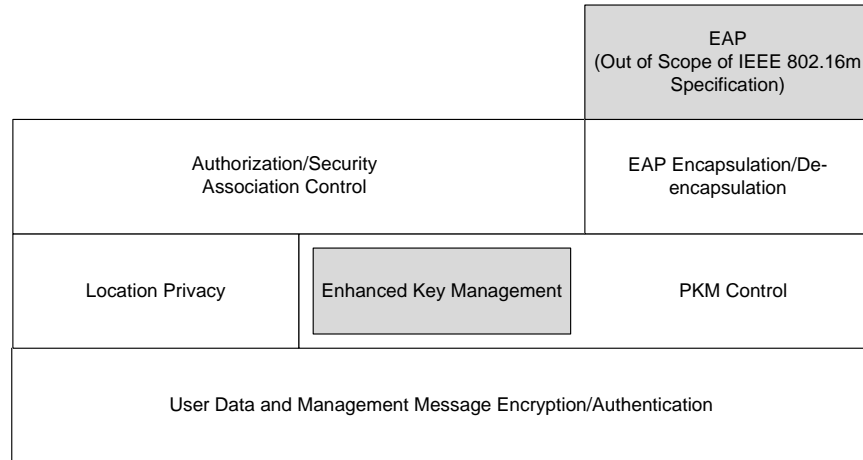 EAP
(Out of Scope of IEEE 802.16m
Specification)
Authorization/Security
Association Control
EAP Encapsulation/De-
encapsulation
Location Privacy
Enhanced Key Management
PKM Control
User Data and Management Message Encryption/Authentication